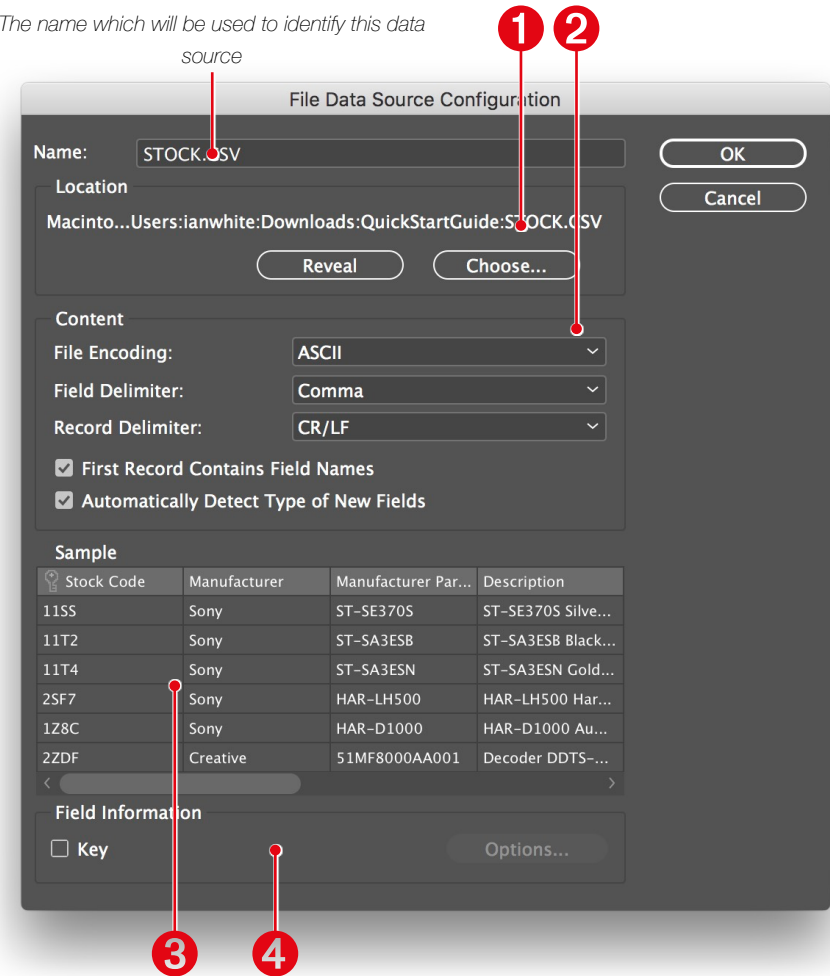 The name which will be used to identify this data
source
1 2
File Data Source Configuration
Name: STOCK.CSV
OK
Location
Cancel
Macinto...Users:ianwhite:Downloads:QuickStartGuide:STOCK.CSV
Reveal Choose...
Content
File Encoding: ASCII
Field Delimiter: Comma
Record Delimiter: CR/LF
First Record Contains Field Names
Automatically Detect Type of New Fields
Sample
Stock Code Manufacturer Manufacturer Par... Description
11SS Sony ST-SE370S ST-SE370S Silve...
11T2 Sony ST-SA3ESB ST-SA3ESB Black...
11T4 Sony ST-SA3ESN ST-SA3ESN Gold...
2SF7 Sony HAR-LH500 HAR-LH500 Har...
1Z8C Sony HAR-D1000 HAR-D1000 Au...
2ZDF Creative 51MF8000AA001 Decoder DDTS-...
Field Information
Key Options...
3 4